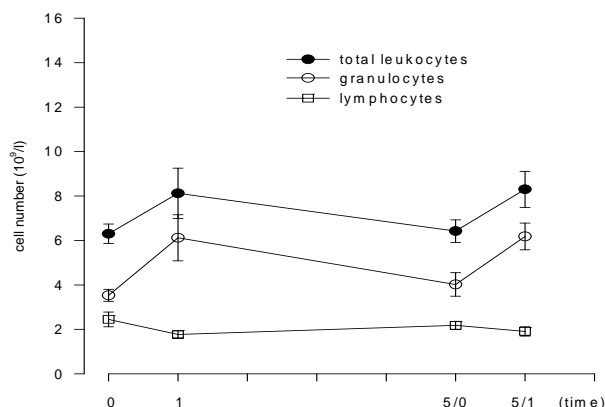 16
14
12
10
8
6
4
2
0
cell number (10⁹/l)
total leukocytes
granulocytes
lymphocytes
0 1 5/0 5/1 (time)